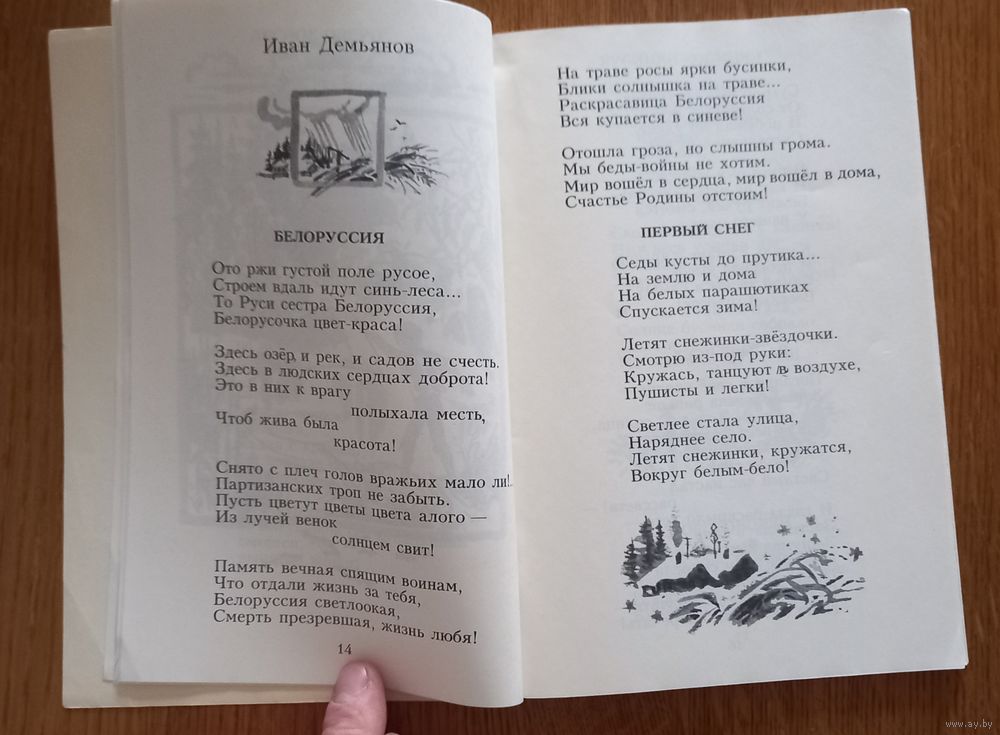 Иван Демьянов
БЕЛОРУССИЯ
Ото ржи густой поле русое,
Строем вдаль идут синь-леса...
То Руси сестра Белоруссия,
Белорусочка цвет-краса!
Здесь озёр, и рек, и садов не счесть.
Здесь в людских сердцах доброта!
Это в них к врагу
полыхала месть,
Чтоб жива была
красота!
Снято с плеч голов вражьих мало ли!..
Партизанских троп не забыть.
Пусть цветут цветы цвета алого —
Из лучей венок
солнцем свит!
Память вечная спящим воинам,
Что отдали жизнь за тебя,
Белоруссия светлоокая,
Смерть презревшая, жизнь любя!
14
На траве росы ярки бусинки,
Блики солнышка на траве...
Раскрасавица Белоруссия
Вся купается в синеве!
Отошла гроза, но слышны грома.
Мы беды-войны не хотим.
Мир вошёл в сердца, мир вошёл в дома,
Счастье Родины отстоим!
ПЕРВЫЙ СНЕГ
Седы кусты до прутика...
На землю и дома
На белых парашютиках
Спускается зима!
Летят снежинки-звёздочки.
Смотрю из-под руки:
Кружась, танцуют в воздухе,
Пушисты и легки!
Светлее стала улица,
Наряднее село.
Летят снежинки, кружатся,
Вокруг белым-бело!
www.ay.by